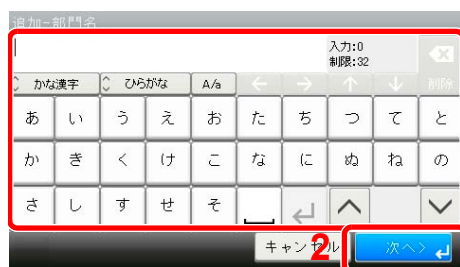 追加-部門名
入力:0
制限:32
かな漢字 ひらがな A/a 削除
あ い う え お た ち つ て と
か き く け こ な に ぬ ね の
さ し す せ そ
キャンセル 2 次へ>